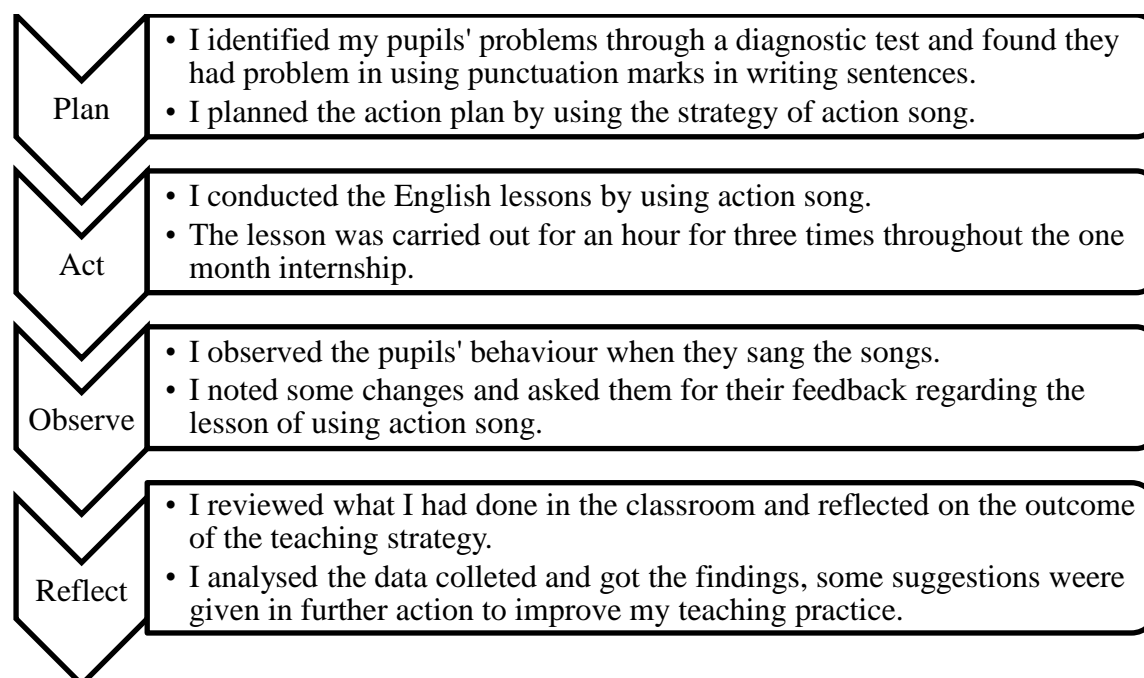 Plan
• I identified my pupils' problems through a diagnostic test and found they
had problem in using punctuation marks in writing sentences.
• I planned the action plan by using the strategy of action song.
Act
• I conducted the English lessons by using action song.
• The lesson was carried out for an hour for three times throughout the one
month internship.
Observe
• I observed the pupils' behaviour when they sang the songs.
• I noted some changes and asked them for their feedback regarding the
lesson of using action song.
Reflect
• I reviewed what I had done in the classroom and reflected on the outcome
of the teaching strategy.
• I analysed the data colleted and got the findings, some suggestions weere
given in further action to improve my teaching practice.